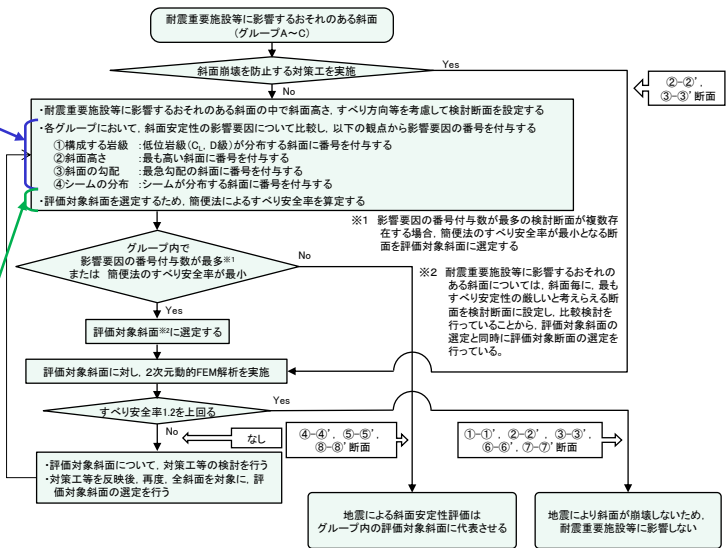 耐震重要施設等に影響するおそれのある斜面
(グループA～C)
斜面崩壊を防止する対策工を実施
Yes
No
②-②’,
③-③’断面
・耐震重要施設等に影響するおそれのある斜面の中で斜面高さ, すべり方向等を考慮して検討断面を設定する
・各グループにおいて, 斜面安定性の影響要因について比較し, 以下の観点から影響要因の番号を付与する
①構成する岩級 :低位岩級(CL, D級)が分布する斜面に番号を付与する
②斜面高さ :最も高い斜面に番号を付与する
③斜面の勾配 :最急勾配の斜面に番号を付与する
④シームの分布 :シームが分布する斜面に番号を付与する
・評価対象斜面を選定するため, 簡便法によるすべり安全率を算定する
※1 影響要因の番号付与数が最多の検討断面が複数存
在する場合, 簡便法のすべり安全率が最小となる断
面を評価対象斜面に選定する
グループ内で
影響要因の番号付与数が最多※1
または 簡便法のすべり安全率が最小
No
Yes
※2 耐震重要施設等に影響するおそれの
ある斜面については, 斜面毎に, 最も
すべり安定性の厳しいと考えらえる断
面を検討断面に設定し, 比較検討を
行っていることから, 評価対象斜面の
選定と同時に評価対象断面の選定を
行っている。
評価対象斜面※2に選定する
評価対象斜面に対し, 2次元動的FEM解析を実施
すべり安全率1.2を上回る
Yes
No
なし
④-④’, ⑤-⑤’,
⑧-⑧’断面
①-①’, ②-②’, ③-③’,
⑥-⑥’, ⑦-⑦’断面
・評価対象斜面について, 対策工等の検討を行う
・対策工等を反映後, 再度, 全斜面を対象に, 評
価対象斜面の選定を行う
地震による斜面安定性評価は
グループ内の評価対象斜面に代表させる
地震により斜面が崩壊しないため,
耐震重要施設等に影響しない